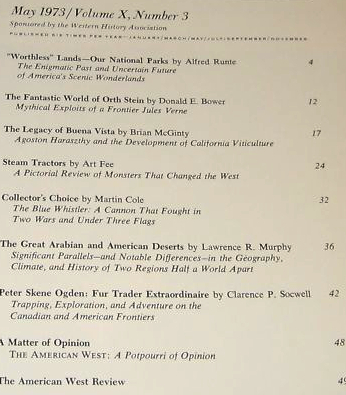 May 1973/Volume X, Number 3
Sponsored by the Western History Association
PUBLISHED SIX TIMES PER YEAR—JANUARY/MARCH/MAY/JULY/SEPTEMBER/NOVEMBER
"Worthless" Lands—Our National Parks by Alfred Runte 4
The Enigmatic Past and Uncertain Future
of America's Scenic Wonderlands
The Fantastic World of Orth Stein by Donald E. Bower 12
Mythical Exploits of a Frontier Jules Verne
The Legacy of Buena Vista by Brian McGinty 17
Agoston Haraszthy and the Development of California Viticulture
Steam Tractors by Art Fee 24
A Pictorial Review of Monsters That Changed the West
Collector's Choice by Martin Cole 32
The Blue Whistler: A Cannon That Fought in
Two Wars and Under Three Flags
The Great Arabian and American Deserts by Lawrence R. Murphy 36
Significant Parallels—and Notable Differences—in the Geography,
Climate, and History of Two Regions Half a World Apart
Peter Skene Ogden: Fur Trader Extraordinaire by Clarence P. Socwell 42
Trapping, Exploration, and Adventure on the
Canadian and American Frontiers
A Matter of Opinion 48
THE AMERICAN WEST: A Potpourri of Opinion
The American West Review 49